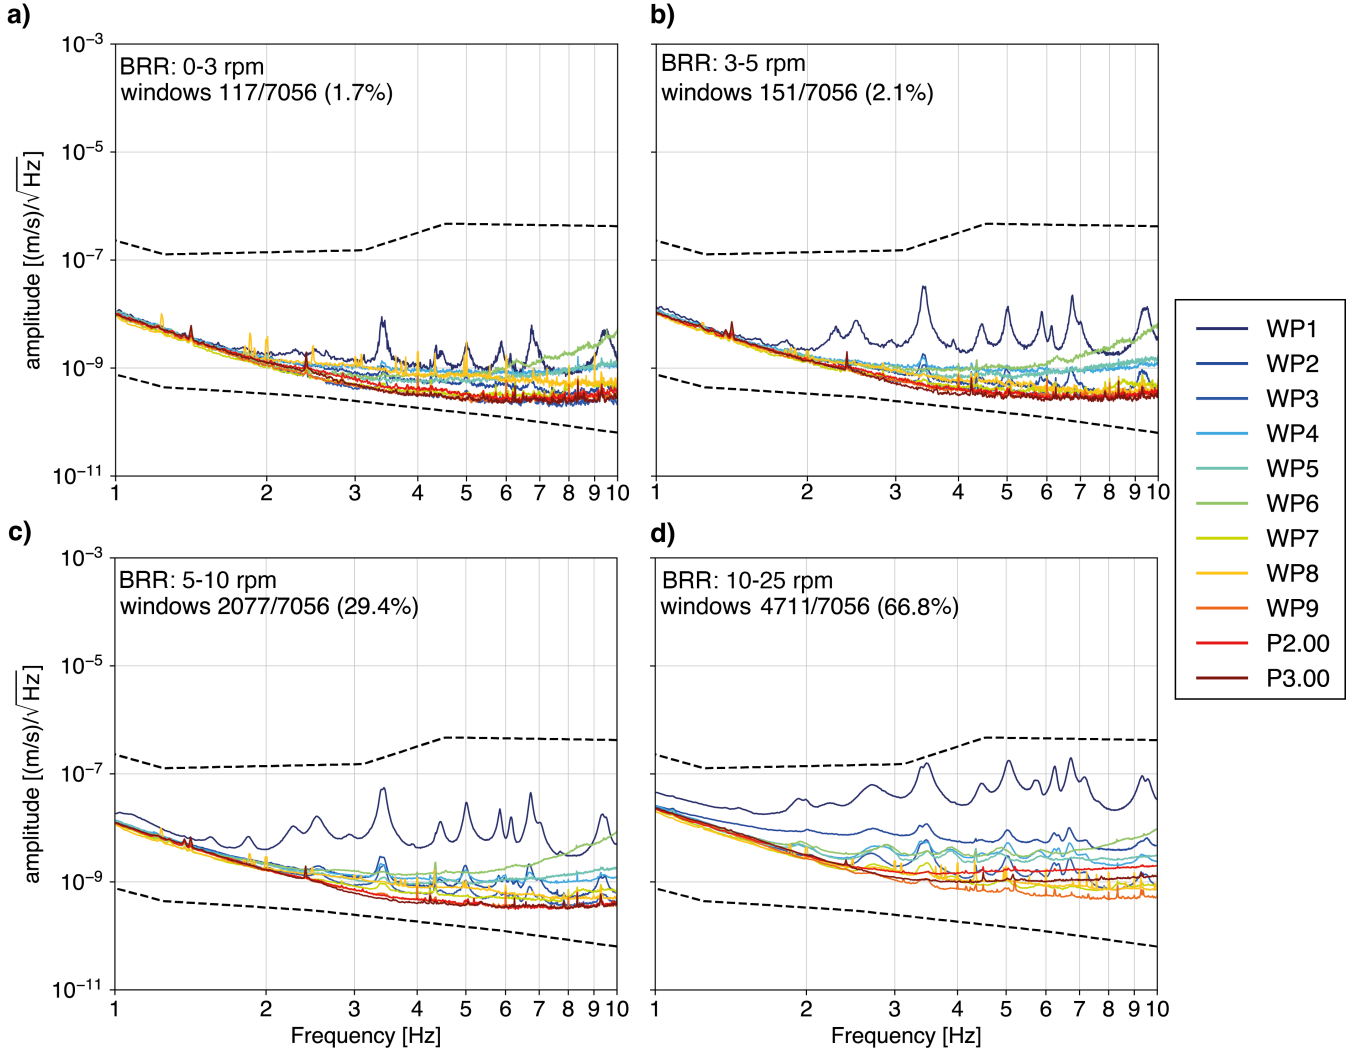 a)
BRR: 0-3 rpm
windows 117/7056 (1.7%)
amplitude [(m/s)/√Hz]
10⁻³
10⁻⁵
10⁻⁷
10⁻⁹
10⁻¹¹
1 2 3 4 5 6 7 8 9 10
b)
BRR: 3-5 rpm
windows 151/7056 (2.1%)
1 2 3 4 5 6 7 8 9 10
c)
BRR: 5-10 rpm
windows 2077/7056 (29.4%)
amplitude [(m/s)/√Hz]
10⁻³
10⁻⁵
10⁻⁷
10⁻⁹
10⁻¹¹
1 2 3 4 5 6 7 8 9 10
Frequency [Hz]
d)
BRR: 10-25 rpm
windows 4711/7056 (66.8%)
1 2 3 4 5 6 7 8 9 10
Frequency [Hz]
WP1
WP2
WP3
WP4
WP5
WP6
WP7
WP8
WP9
P2.00
P3.00